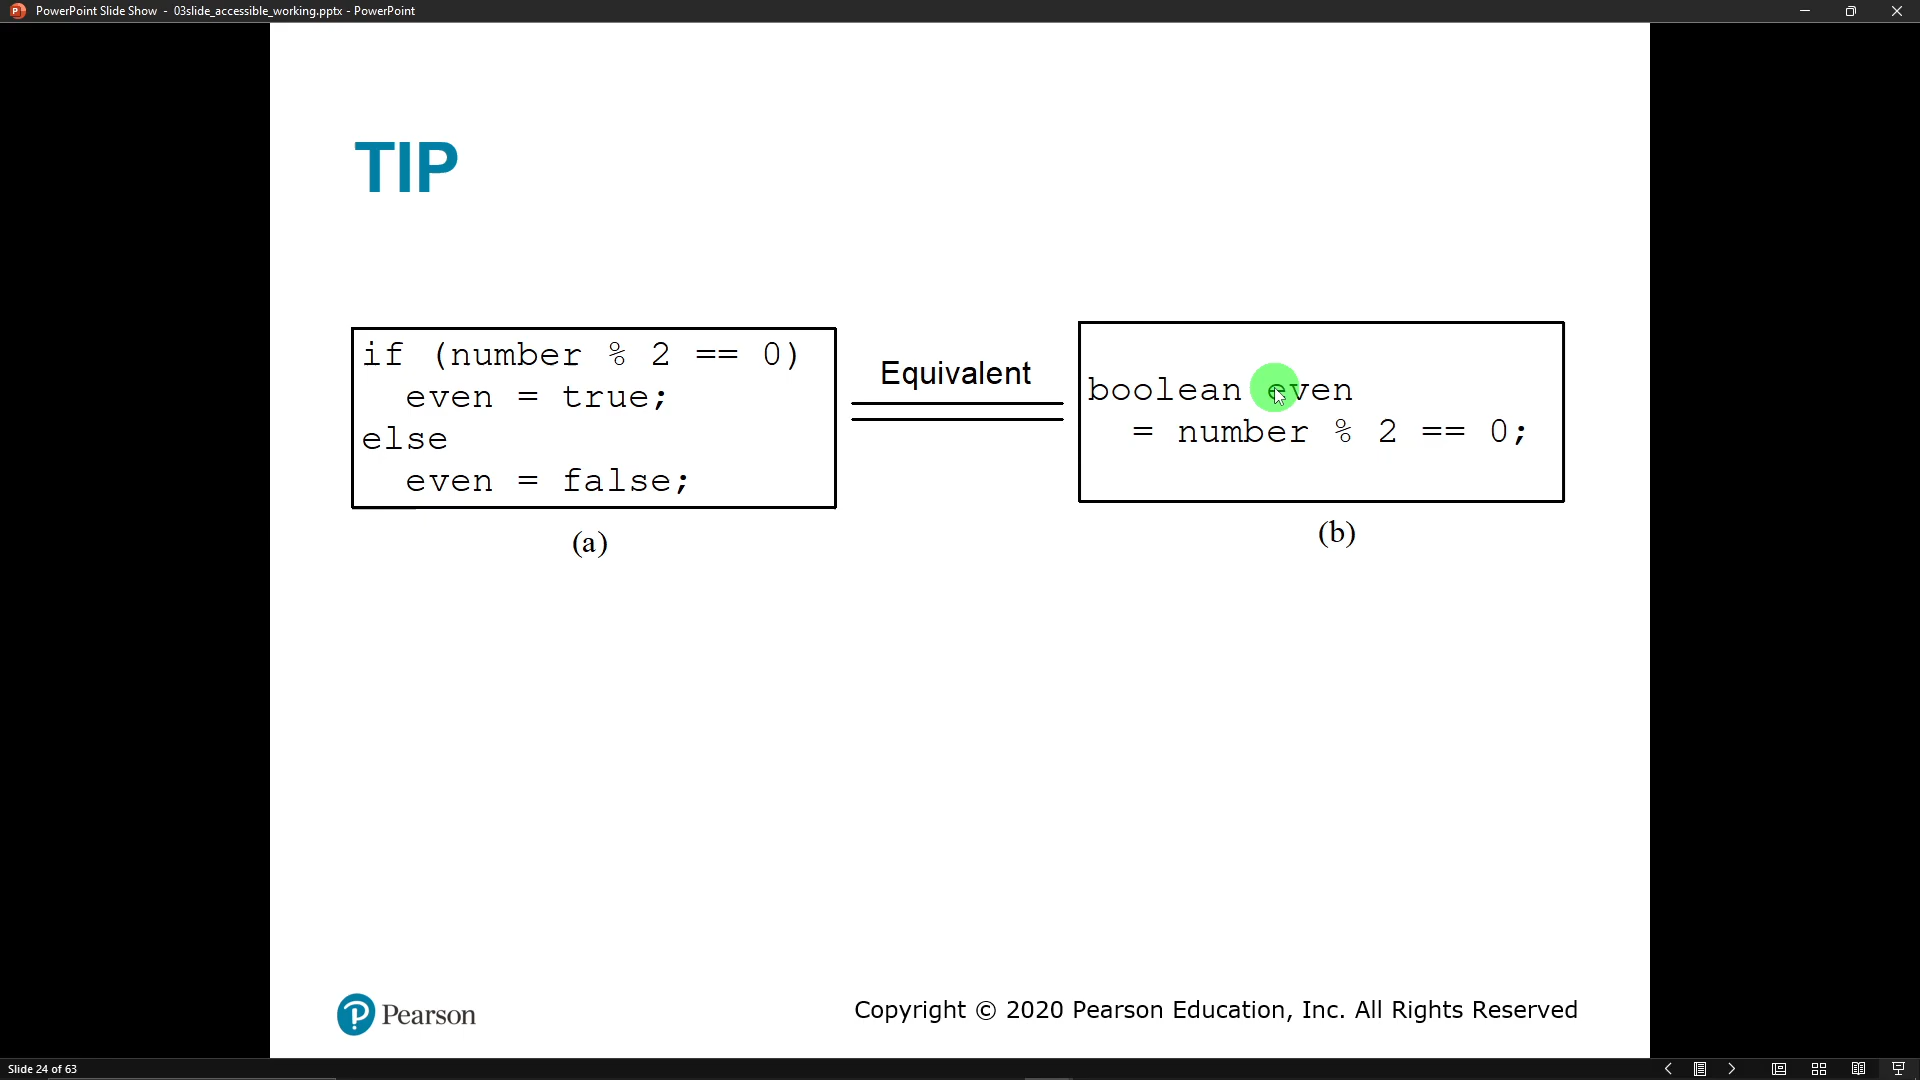 PowerPoint Slide Show - 03slide_accessible_working.pptx - PowerPoint
TIP
if (number % 2 == 0)
  even = true;
else
  even = false;
(a)
Equivalent
boolean even
  = number % 2 == 0;
(b)
Pearson
Copyright © 2020 Pearson Education, Inc. All Rights Reserved
Slide 24 of 63